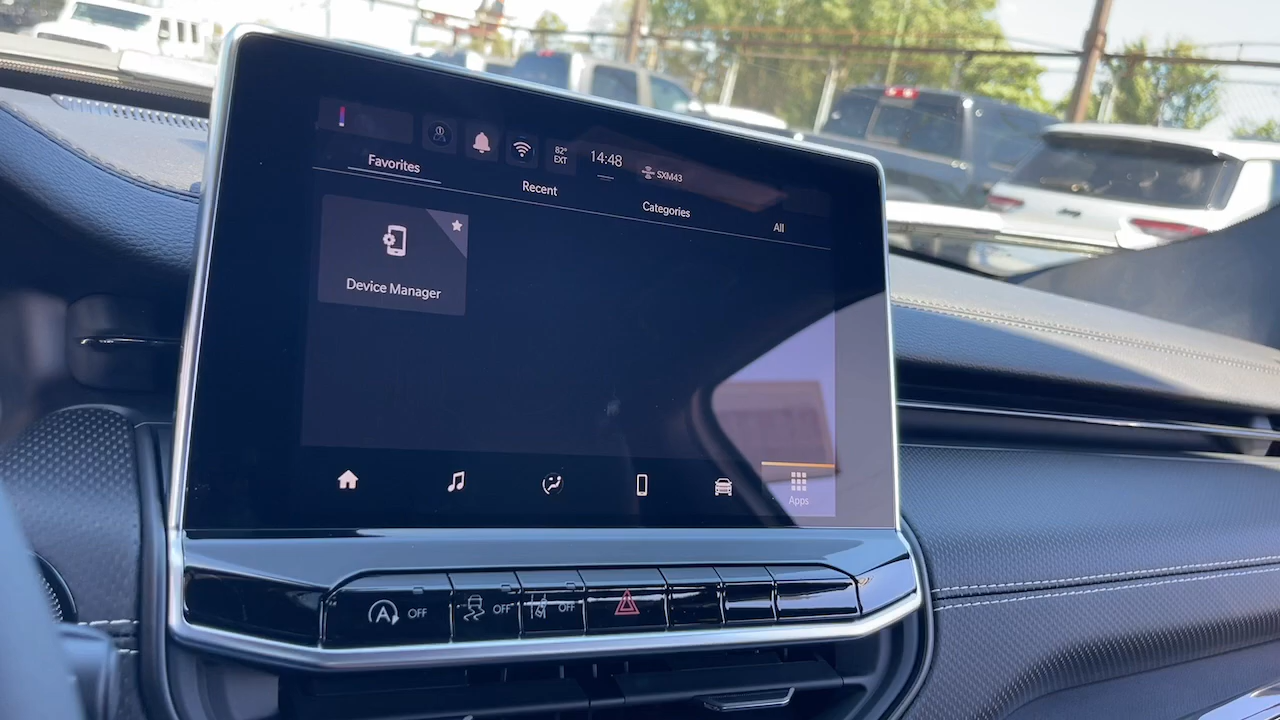 82°
EXT
14:48
SXM43
Favorites
Recent
Categories
All
Device Manager
Apps
A OFF
OFF
OFF